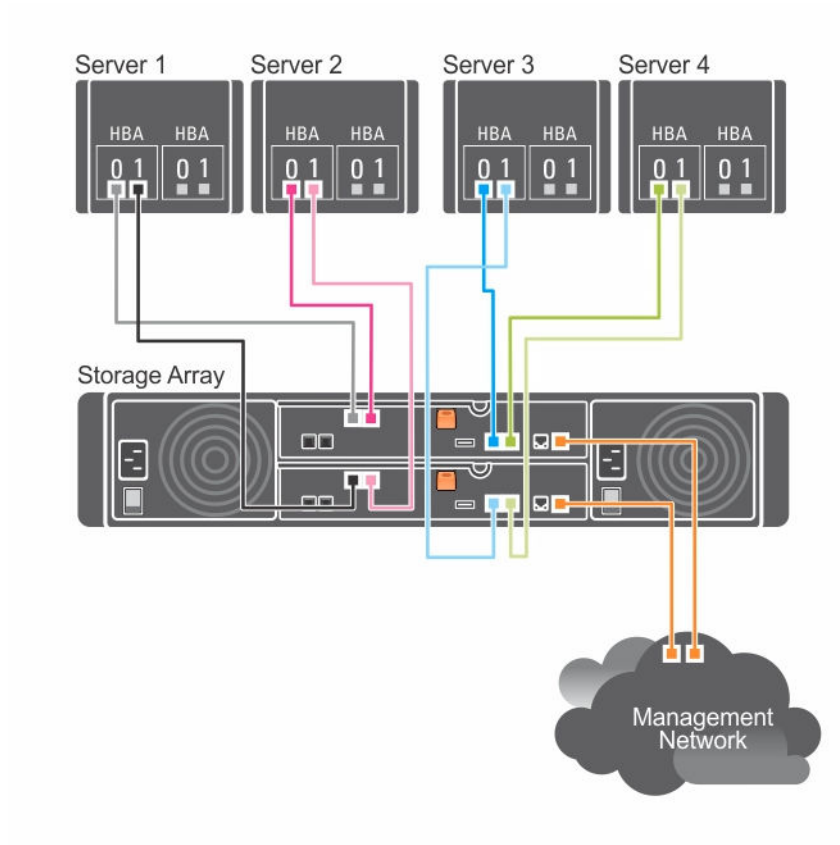 Server 1 Server 2 Server 3 Server 4
HBA HBA HBA HBA HBA HBA HBA HBA
0 1 0 1 0 1 0 1 0 1 0 1 0 1 0 1
Storage Array
Management
Network